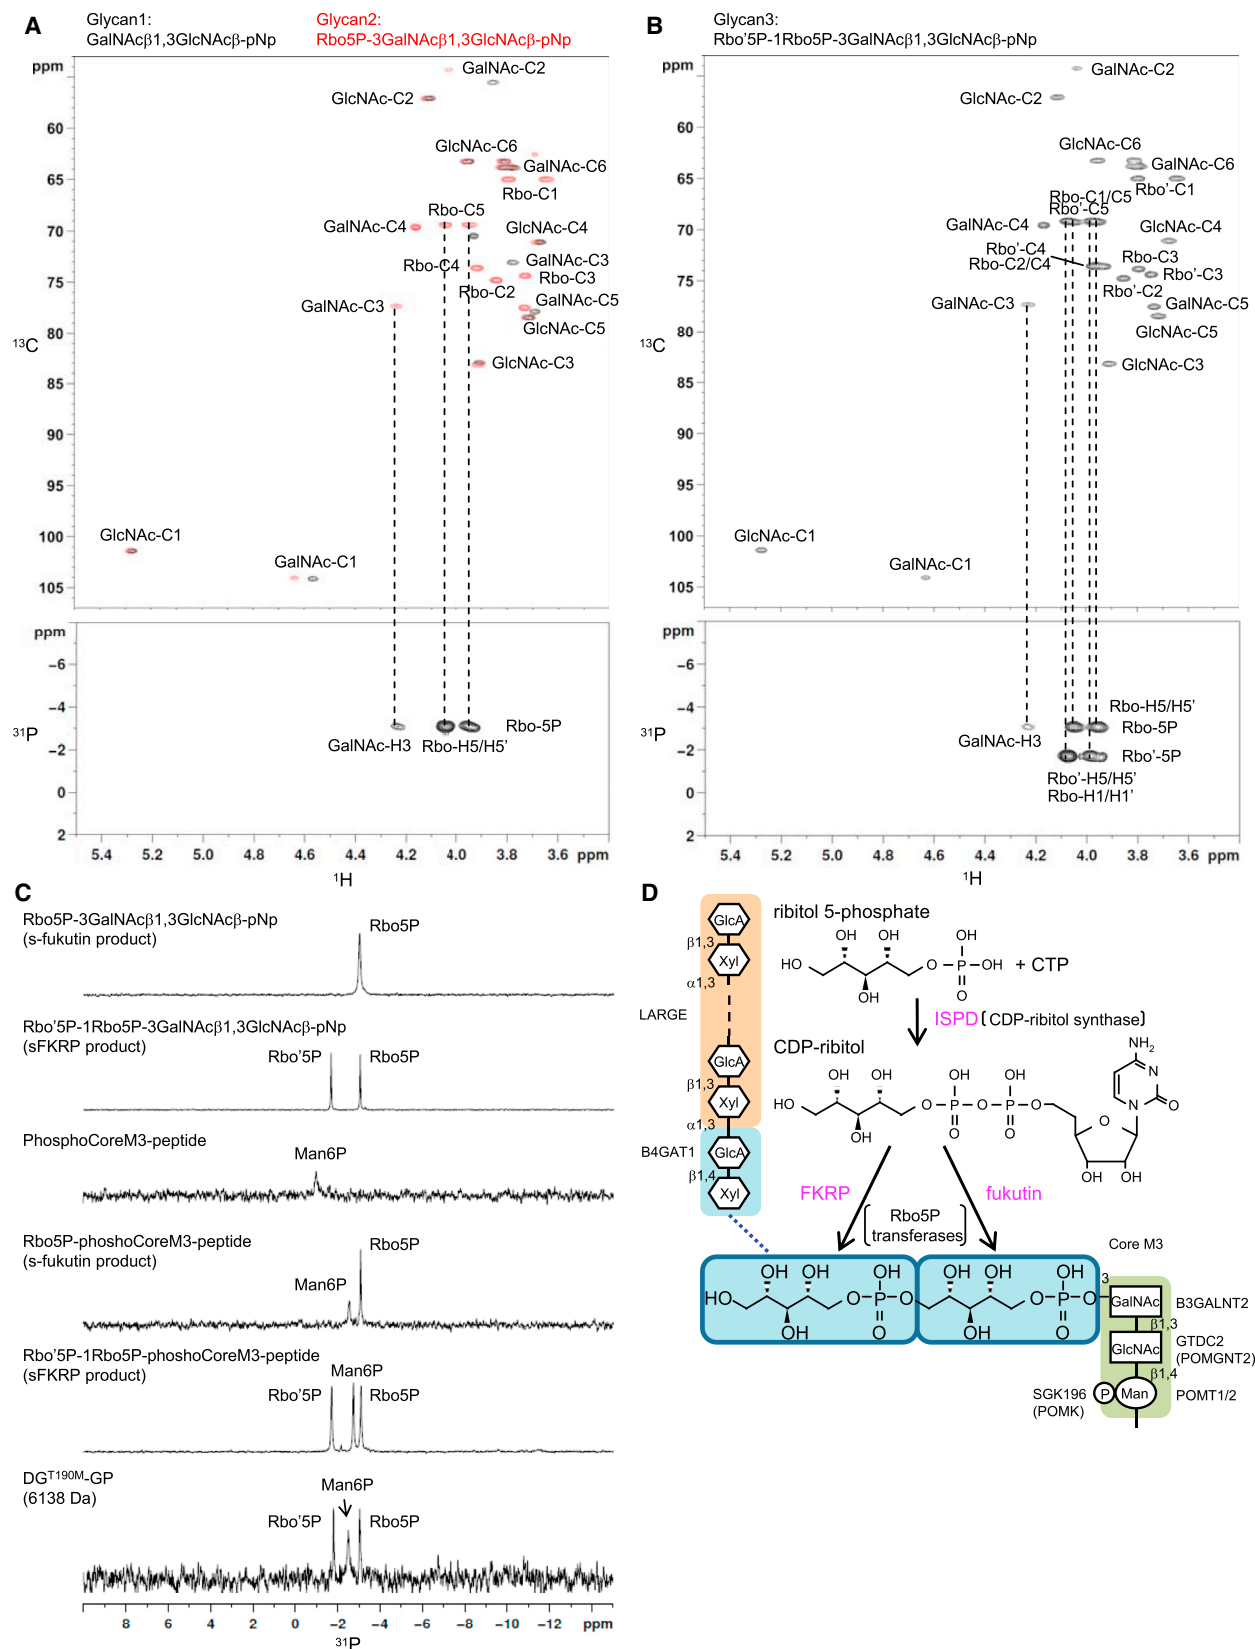 A
Glycan1:
GalNAcβ1,3GlcNAcβ-pNp
Glycan2:
Rbo5P-3GalNAcβ1,3GlcNAcβ-pNp
ppm
60
65
70
75
80
85
90
95
100
105
13C
GalNAc-C2
GlcNAc-C2
GlcNAc-C6
GalNAc-C6
Rbo-C1
Rbo-C5
GalNAc-C4
GlcNAc-C4
Rbo-C4
GalNAc-C3
Rbo-C3
Rbo-C2
GalNAc-C5
GalNAc-C3
GlcNAc-C5
GlcNAc-C3
GlcNAc-C1
GalNAc-C1
ppm
-6
-4
-2
0
2
31P
Rbo-5P
GalNAc-H3
Rbo-H5/H5'
5.4 5.2 5.0 4.8 4.6 4.4 4.2 4.0 3.8 3.6 ppm
1H
B
Glycan3:
Rbo'5P-1Rbo5P-3GalNAcβ1,3GlcNAcβ-pNp
ppm
60
65
70
75
80
85
90
95
100
105
13C
GalNAc-C2
GlcNAc-C2
GlcNAc-C6
GalNAc-C6
Rbo'-C1
Rbo-C1/C5
Rbo'-C5
GalNAc-C4
GlcNAc-C4
Rbo'-C4
Rbo-C2/C4
Rbo-C3
Rbo'-C3
Rbo'-C2
GalNAc-C3
GalNAc-C5
GlcNAc-C5
GlcNAc-C3
GlcNAc-C1
GalNAc-C1
ppm
-6
-4
-2
0
2
31P
Rbo-H5/H5'
Rbo-5P
GalNAc-H3
Rbo'-5P
Rbo'-H5/H5'
Rbo-H1/H1'
5.4 5.2 5.0 4.8 4.6 4.4 4.2 4.0 3.8 3.6 ppm
1H
C
Rbo5P-3GalNAcβ1,3GlcNAcβ-pNp
(s-fukutin product)
Rbo5P
Rbo'5P-1Rbo5P-3GalNAcβ1,3GlcNAcβ-pNp
(sFKRP product)
Rbo'5P
Rbo5P
PhosphoCoreM3-peptide
Man6P
Rbo5P-phoshoCoreM3-peptide
(s-fukutin product)
Rbo5P
Man6P
Rbo'5P-1Rbo5P-phoshoCoreM3-peptide
(sFKRP product)
Man6P
Rbo'5P
Rbo5P
DGT190M-GP
(6138 Da)
Man6P
Rbo'5P
Rbo5P
8 6 4 2 0 -2 -4 -6 -8 -10 -12 ppm
31P
D
GlcA
β1,3
Xyl
α1,3
LARGE
GlcA
β1,3
Xyl
α1,3
B4GAT1
GlcA
β1,4
Xyl
ribitol 5-phosphate
OH OH OH
HO O P OH + CTP
OH O
ISPD (CDP-ribitol synthase)
CDP-ribitol
NH2
N
OH OH OH OH
HO O P O P O O N O
OH O O
OH OH
FKRP
fukutin
Rbo5P
transferases
Core M3
OH OH OH OH OH OH
HO O P O O P O
OH O OH O
3
GalNAc
B3GALNT2
β1,3
GlcNAc
GTDC2
(POMGNT2)
β1,4
SGK196
(POMK)
P
Man
POMT1/2